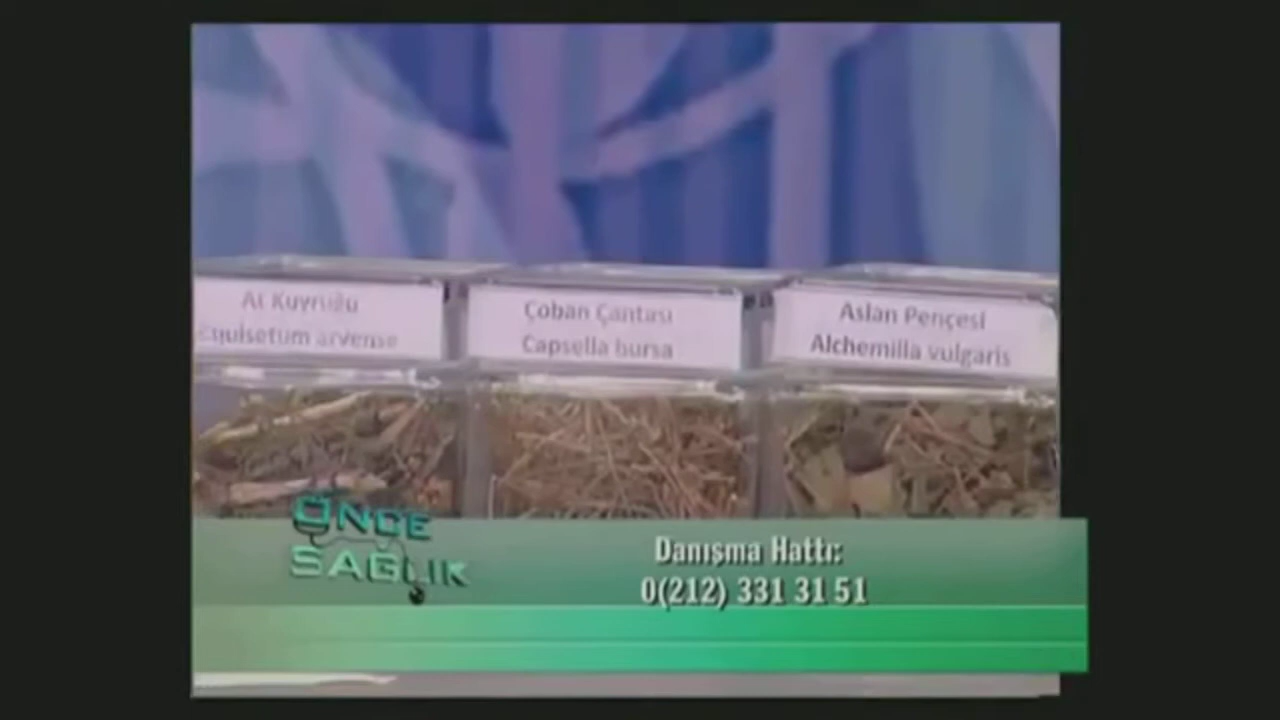 At Kuyruğu
Equisetum arvense
Çoban Çantası
Capsella bursa
Aslan Pençesi
Alchemilla vulgaris
ÖNCE
SAĞLIK
Danışma Hattı:
0(212) 331 31 51